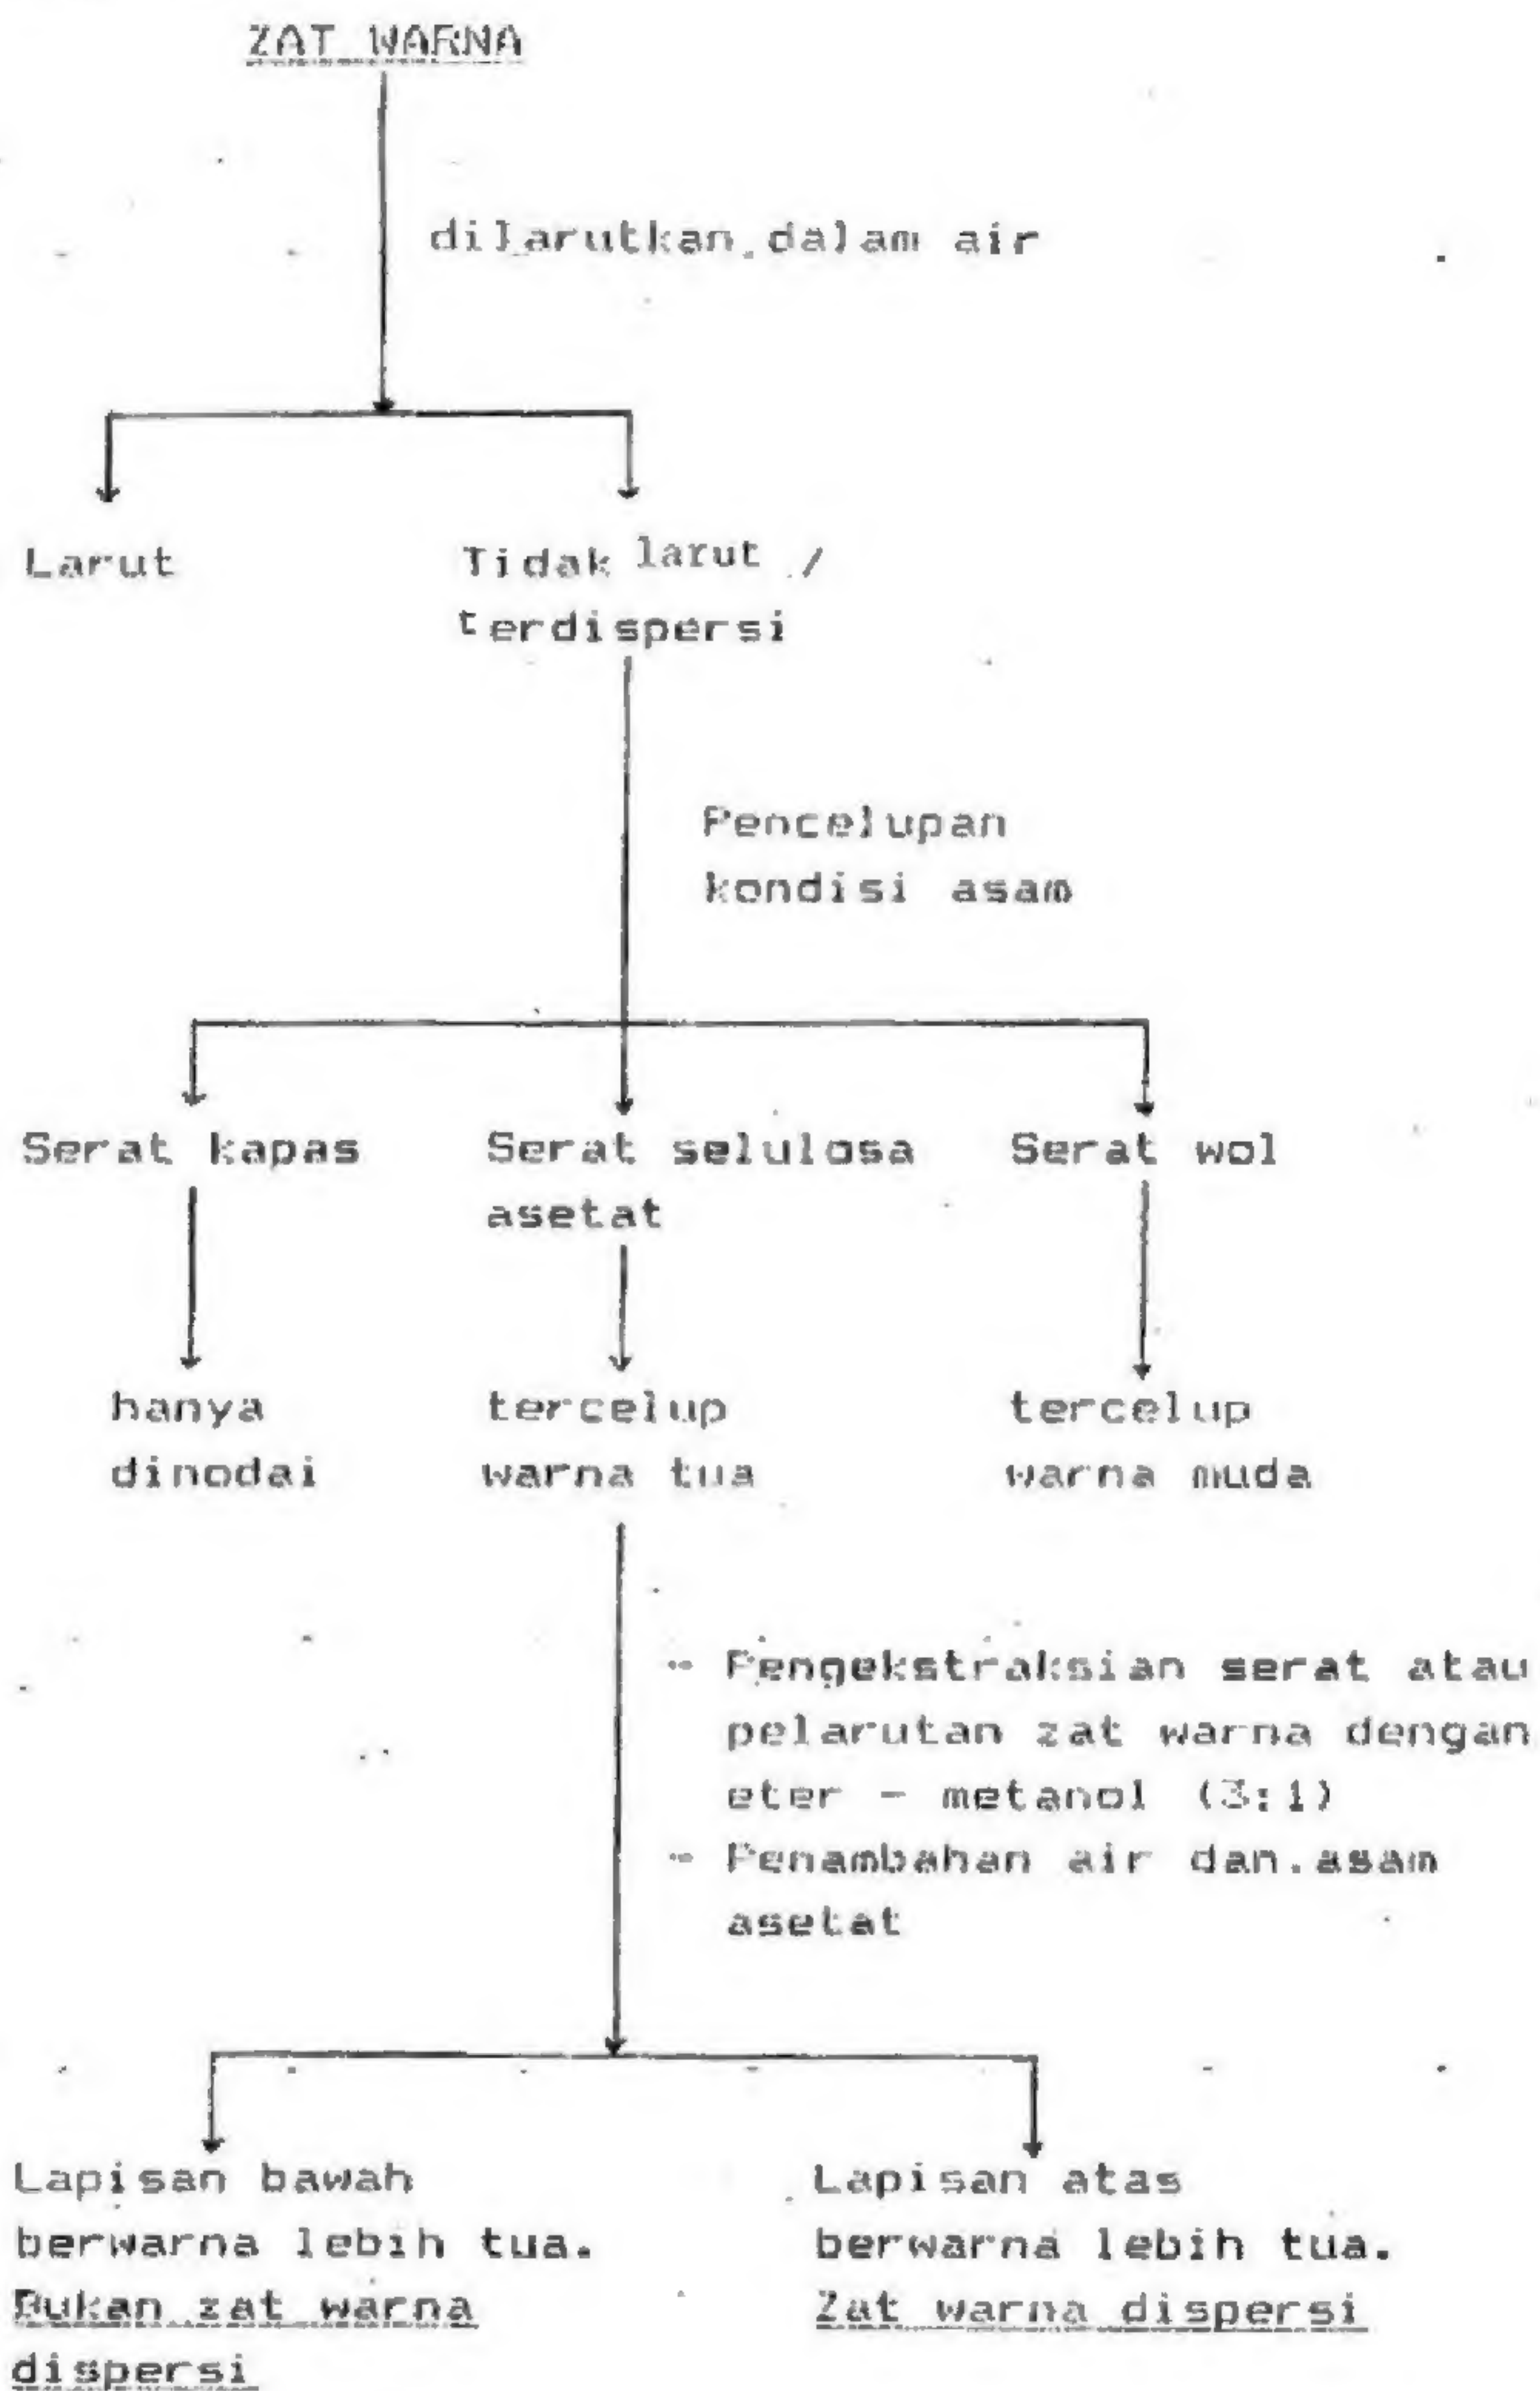 ZAT WARNA
dilarutkan dalam air
Larut
Tidak larut /
terdispersi
Pencelupan
kondisi asam
Serat kapas
Serat selulosa
asetat
Serat wol
hanya
dinodai
tercelup
warna tua
tercelup
warna muda
- Pengekstraksian serat atau
pelarutan zat warna dengan
eter - metanol (3:1)
- Penambahan air dan asam
asetat
Lapisan bawah
berwarna lebih tua.
Bukan zat warna
dispersi
Lapisan atas
berwarna lebih tua.
Zat warna dispersi